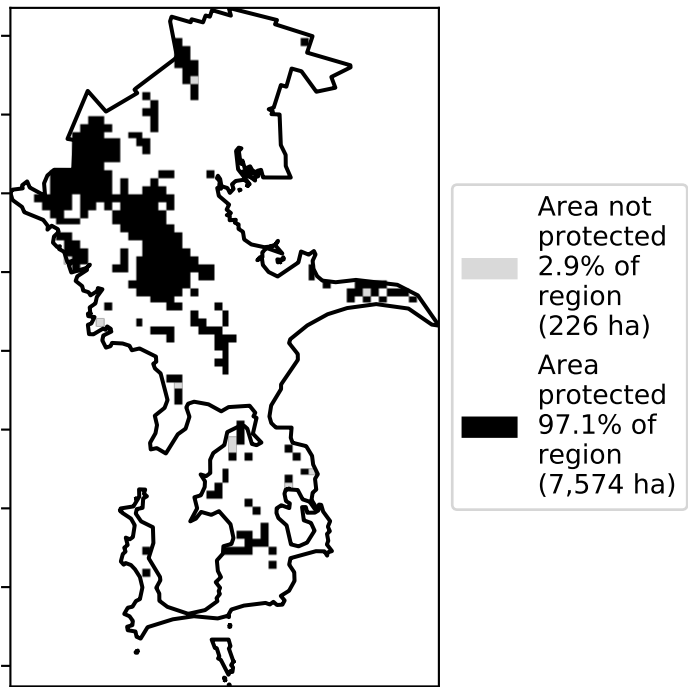 Area not
protected
2.9% of
region
(226 ha)
Area
protected
97.1% of
region
(7,574 ha)